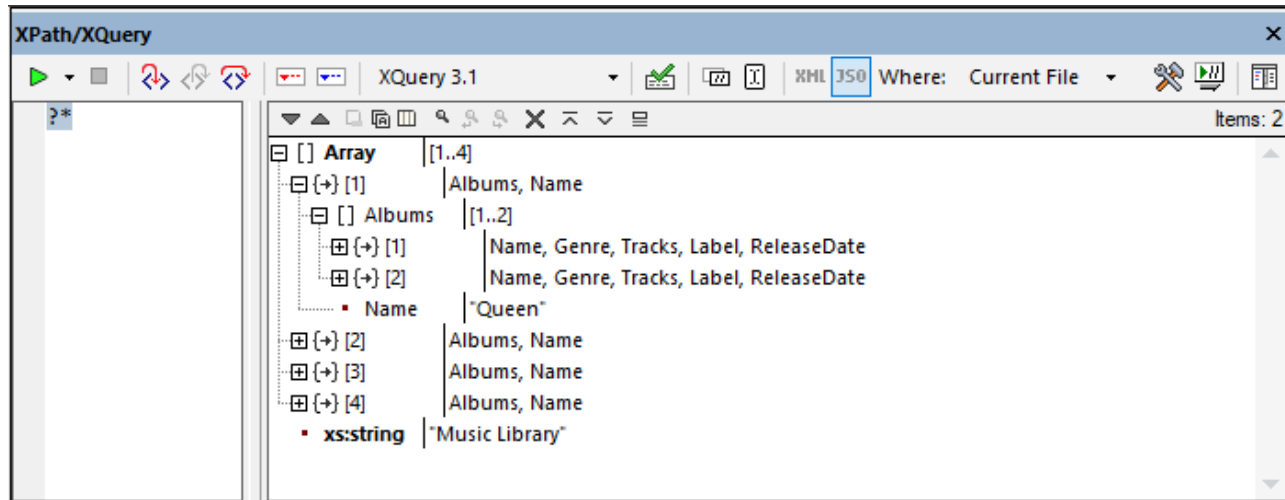 XPath/XQuery
XQuery 3.1 XML JSO Where: Current File
?*
Items: 2
[] Array [1..4]
{→} [1] Albums, Name
[] Albums [1..2]
{→} [1] Name, Genre, Tracks, Label, ReleaseDate
{→} [2] Name, Genre, Tracks, Label, ReleaseDate
Name "Queen"
{→} [2] Albums, Name
{→} [3] Albums, Name
{→} [4] Albums, Name
xs:string "Music Library"